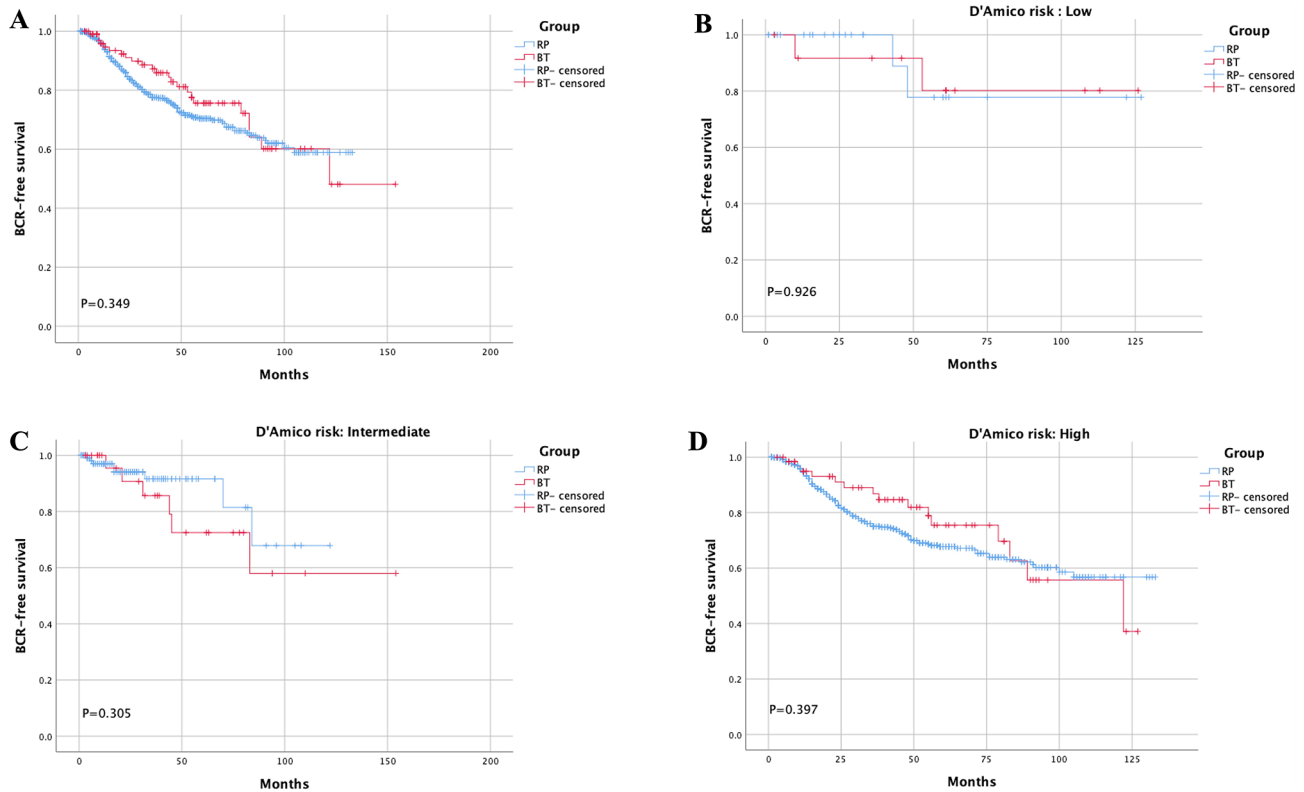 A
Group
RP
BT
RP- censored
BT- censored
1.0
0.8
0.6
0.4
0.2
0.0
BCR-free survival
P=0.349
0 50 100 150 200
Months
B
D'Amico risk : Low
Group
RP
BT
RP- censored
BT- censored
1.0
0.8
0.6
0.4
0.2
0.0
BCR-free survival
P=0.926
0 25 50 75 100 125
Months
C
D'Amico risk: Intermediate
Group
RP
BT
RP- censored
BT- censored
1.0
0.8
0.6
0.4
0.2
0.0
BCR-free survival
P=0.305
0 50 100 150 200
Months
D
D'Amico risk: High
Group
RP
BT
RP- censored
BT- censored
1.0
0.8
0.6
0.4
0.2
0.0
BCR-free survival
P=0.397
0 25 50 75 100 125
Months